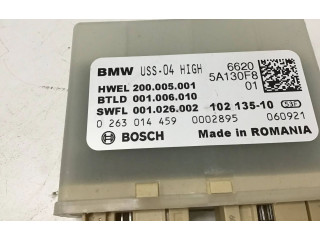 BMW USS-04 HIGH 6620
5A130F8
HWEL 200.005.001 01
BTLD 001.006.010
SWFL 001.026.002 102 135-10
0 263 014 459 0002895 060921
BOSCH Made in ROMANIA